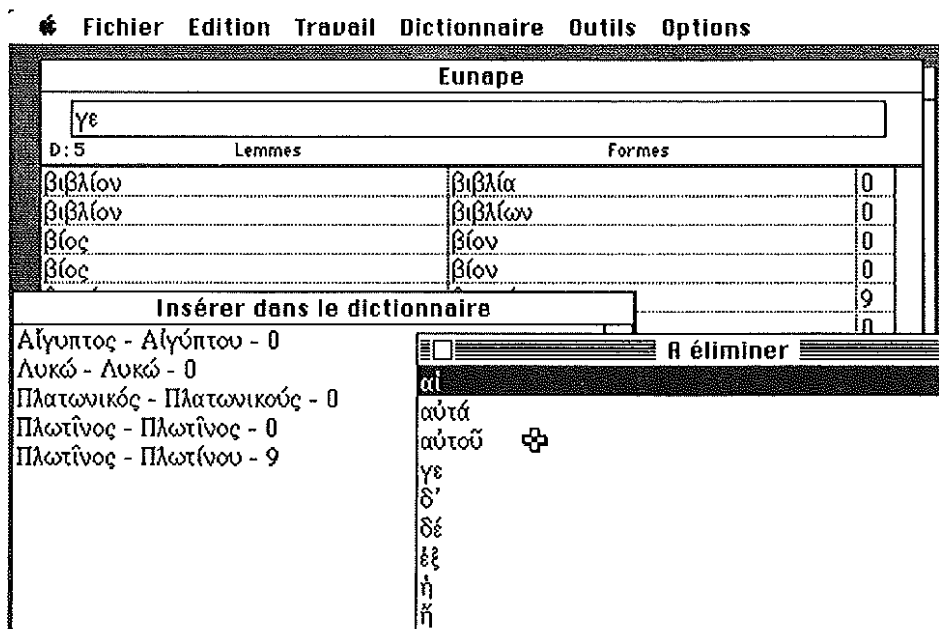 Fichier Edition Travail Dictionnaire Outils Options
Eunape
γε
D:5 Lemmes Formes
βιβλίον βιβλία 0
βιβλίον βιβλίων 0
βίος βίον 0
βίος βίον 0
9
0
Insérer dans le dictionnaire
Αἴγυπτος - Αἰγύπτου - 0
Λυκώ - Λυκώ - 0
Πλατωνικός - Πλατωνικούς - 0
Πλωτῖνος - Πλωτῖνος - 0
Πλωτῖνος - Πλωτίνου - 9
A éliminer
αἱ
αὐτά
αὐτοῦ
γε
δ’
δέ
ἐξ
ἡ
ἤ